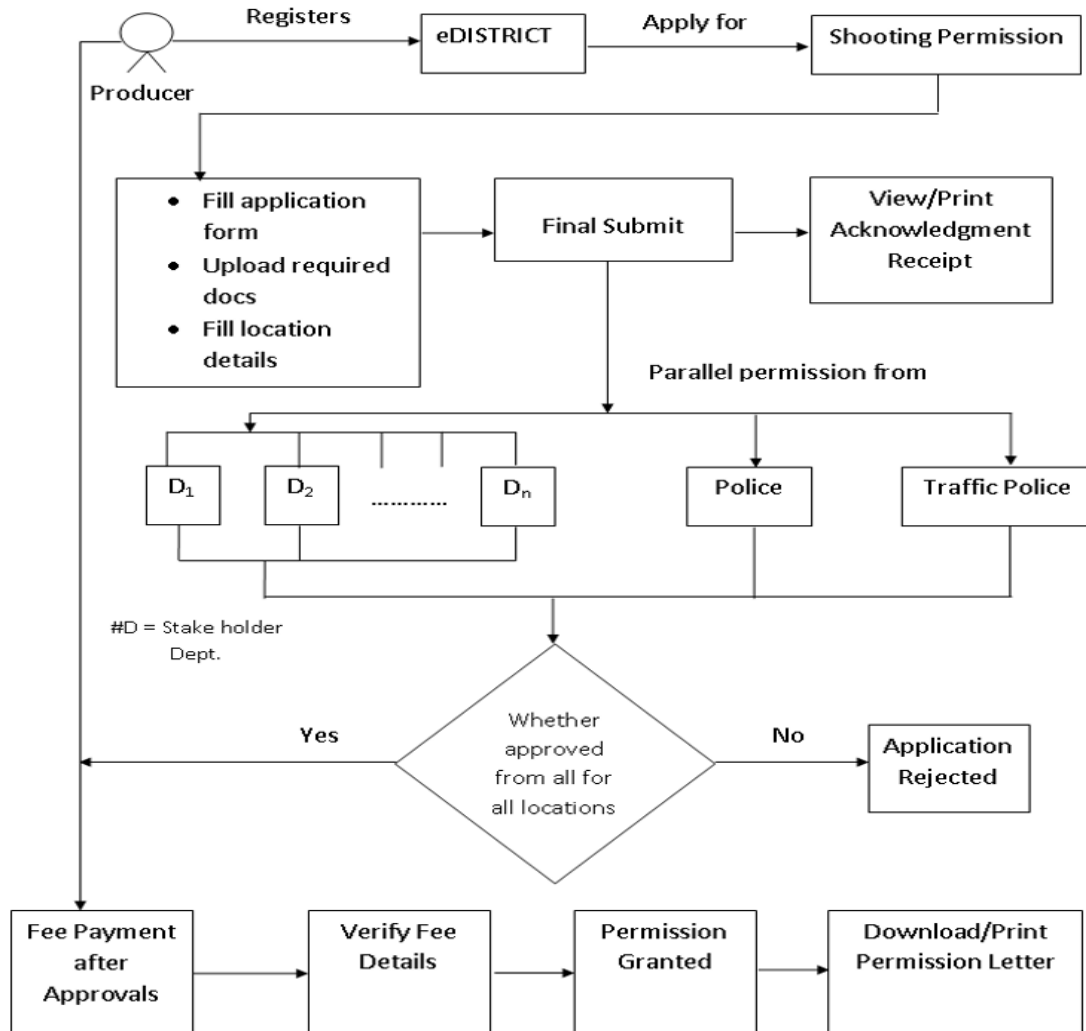 Registers
eDISTRICT
Apply for
Shooting Permission
Producer
• Fill application
form
• Upload required
docs
• Fill location
details
Final Submit
View/Print
Acknowledgment
Receipt
Parallel permission from
D₁
D₂
............
Dₙ
Police
Traffic Police
#D = Stake holder
Dept.
Whether
approved
from all for
all locations
Yes
No
Application
Rejected
Fee Payment
after
Approvals
Verify Fee
Details
Permission
Granted
Download/Print
Permission Letter